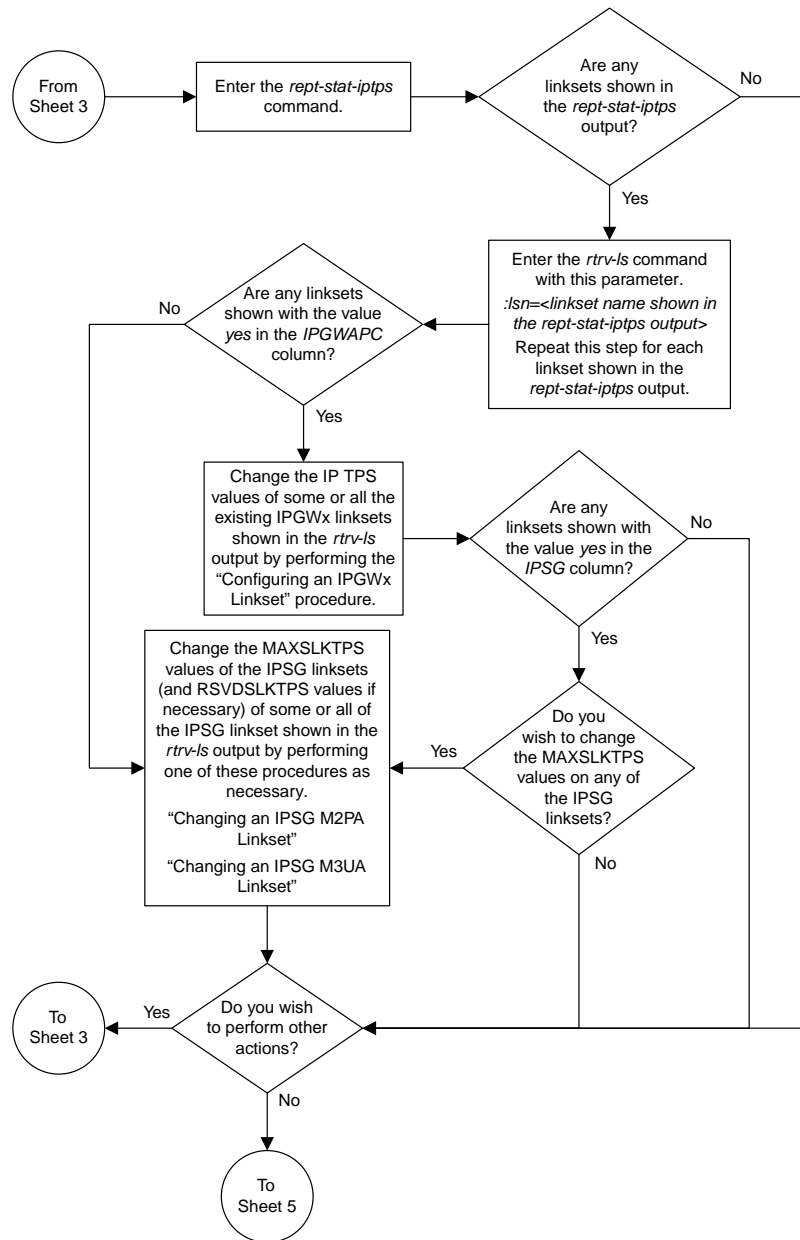 From
Sheet 3
Enter the rept-stat-iptps
command.
Are any
linksets shown in
the rept-stat-iptps
output?
No
Yes
Enter the rtrv-ls command
with this parameter.
:lsn=<linkset name shown in
the rept-stat-iptps output>
Repeat this step for each
linkset shown in the
rept-stat-iptps output.
Are any linksets
shown with the value
yes in the IPGWAPC
column?
No
Yes
Change the IP TPS
values of some or all the
existing IPGWx linksets
shown in the rtrv-ls
output by performing the
“Configuring an IPGWx
Linkset” procedure.
Are any
linksets shown with
the value yes in the
IPSG column?
No
Yes
Do you
wish to change
the MAXSLKTPS
values on any of
the IPSG
linksets?
Yes
No
Change the MAXSLKTPS
values of the IPSG linksets
(and RSVDSLKTPS values if
necessary) of some or all of
the IPSG linkset shown in the
rtrv-ls output by performing
one of these procedures as
necessary.
“Changing an IPSG M2PA
Linkset”
“Changing an IPSG M3UA
Linkset”
Do you wish
to perform other
actions?
Yes
To
Sheet 3
No
To
Sheet 5